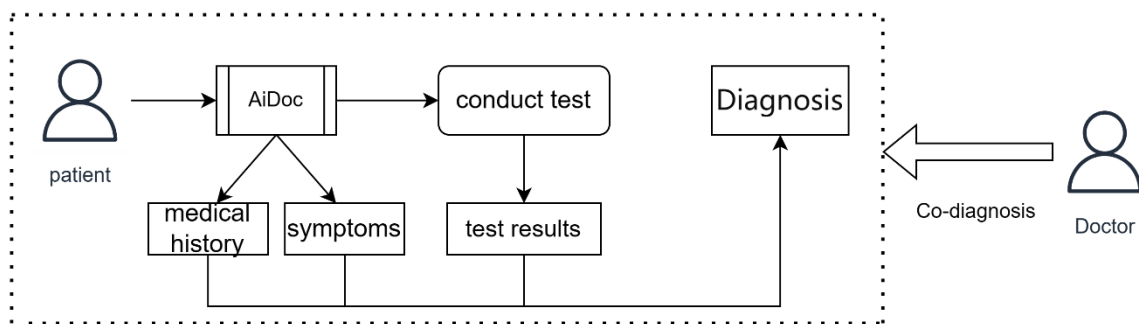 AiDoc
conduct test
Diagnosis
patient
medical
history
symptoms
test results
Co-diagnosis
Doctor